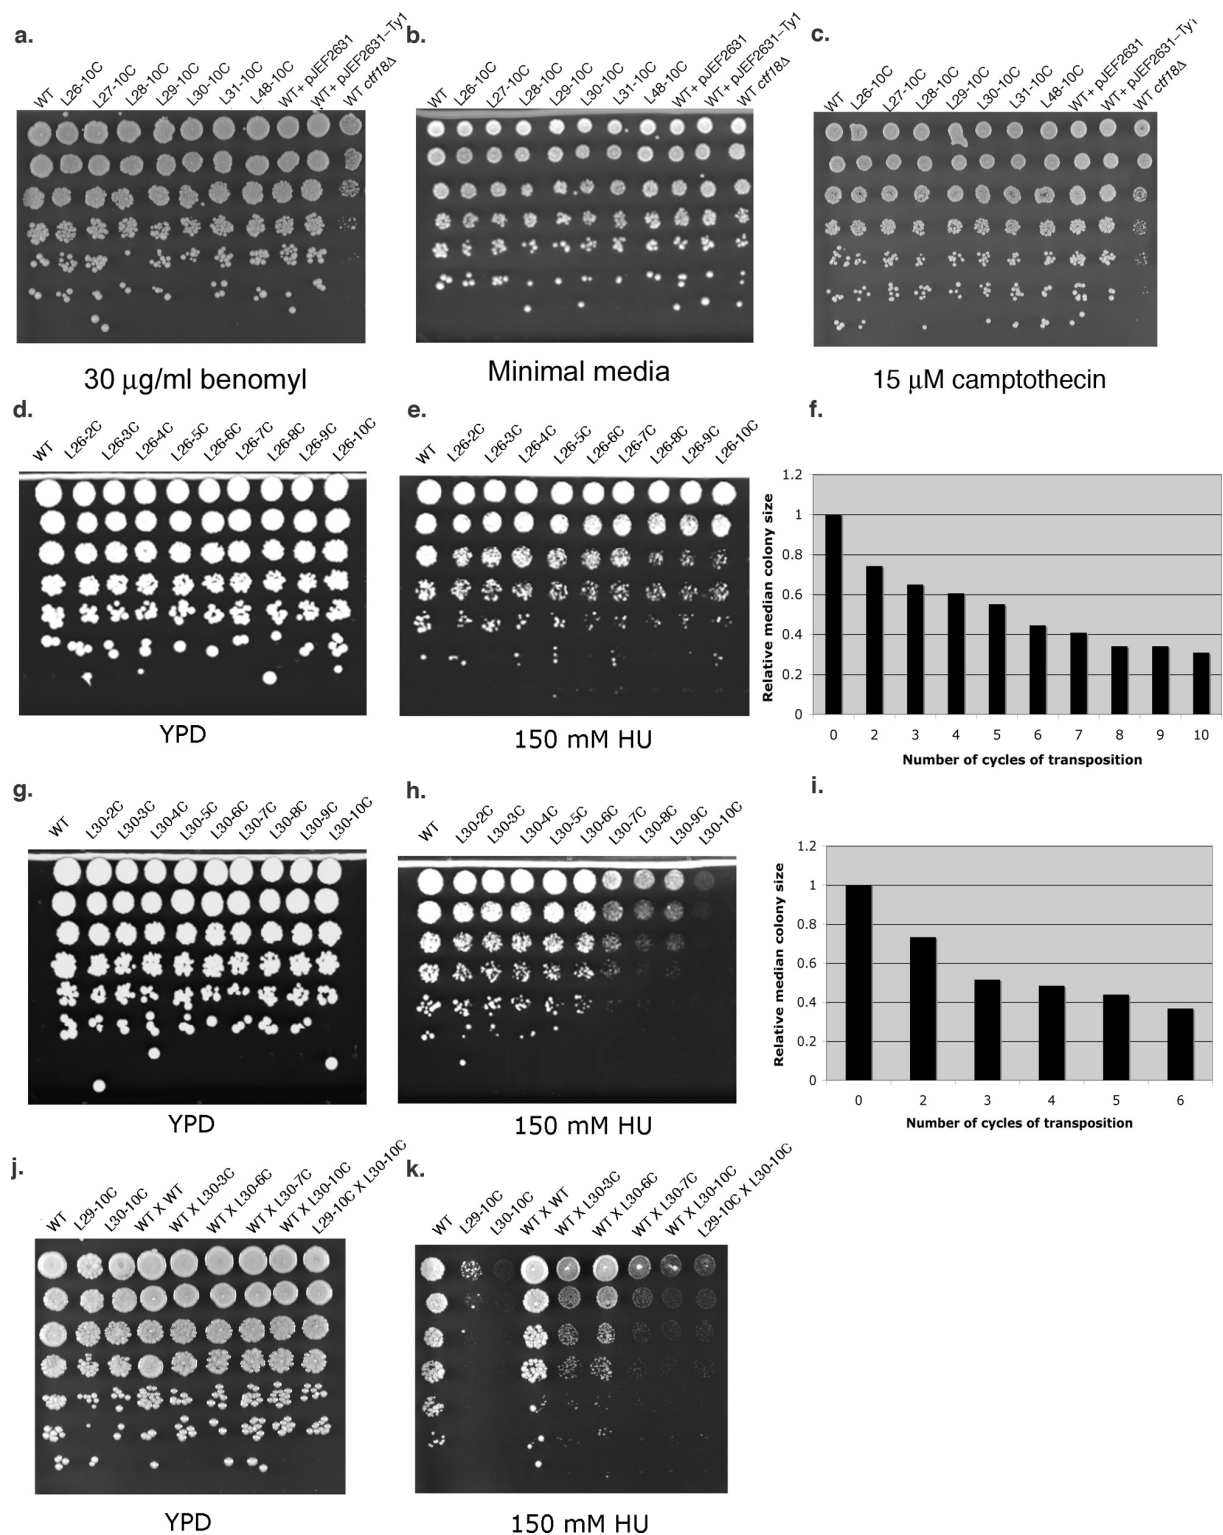 a.
WT L26-10C L27-10C L28-10C L29-10C L30-10C L31-10C L48-10C WT+ pJEF2631 WT+ pJEF2631–Ty1 WT ctf18Δ
30 µg/ml benomyl
b.
WT L26-10C L27-10C L28-10C L29-10C L30-10C L31-10C L48-10C WT+ pJEF2631 WT+ pJEF2631–Ty1 WT ctf18Δ
Minimal media
c.
WT L26-10C L27-10C L28-10C L29-10C L30-10C L31-10C L48-10C WT+ pJEF2631 WT+ pJEF2631–Ty1 WT ctf18Δ
15 µM camptothecin
d.
WT L26-2C L26-3C L26-4C L26-5C L26-6C L26-7C L26-8C L26-9C L26-10C
YPD
e.
WT L26-2C L26-3C L26-4C L26-5C L26-6C L26-7C L26-8C L26-9C L26-10C
150 mM HU
f.
Relative median colony size
1.2
1
0.8
0.6
0.4
0.2
0
0 2 3 4 5 6 7 8 9 10
Number of cycles of transposition
g.
WT L30-2C L30-3C L30-4C L30-5C L30-6C L30-7C L30-8C L30-9C L30-10C
YPD
h.
WT L30-2C L30-3C L30-4C L30-5C L30-6C L30-7C L30-8C L30-9C L30-10C
150 mM HU
i.
Relative median colony size
1.2
1
0.8
0.6
0.4
0.2
0
0 2 3 4 5 6
Number of cycles of transposition
j.
WT L29-10C L30-10C WT X WT WT X L30-3C WT X L30-6C WT X L30-7C WT X L30-10C L29-10C X L30-10C
YPD
k.
WT L29-10C L30-10C WT X WT WT X L30-3C WT X L30-6C WT X L30-7C WT X L30-10C L29-10C X L30-10C
150 mM HU